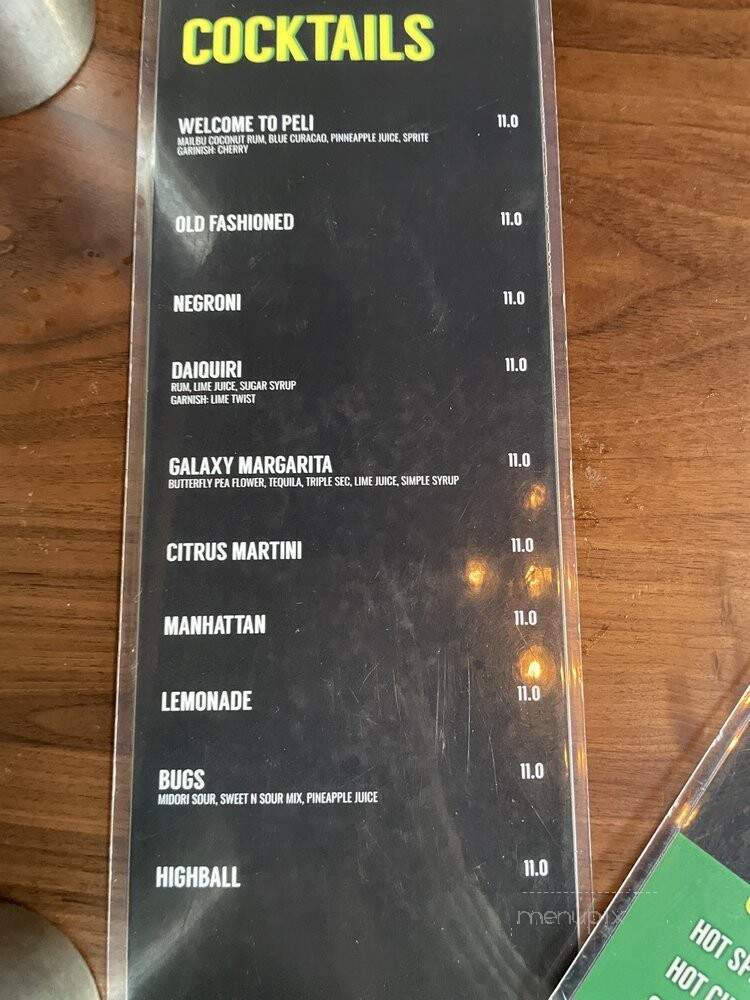 COCKTAILS
WELCOME TO PELI 11.0
MAILBU COCONUT RUM, BLUE CURACAO, PINNEAPPLE JUICE, SPRITE
GARINISH: CHERRY
OLD FASHIONED 11.0
NEGRONI 11.0
DAIQUIRI 11.0
RUM, LIME JUICE, SUGAR SYRUP
GARNISH: LIME TWIST
GALAXY MARGARITA 11.0
BUTTERFLY PEA FLOWER, TEQUILA, TRIPLE SEC, LIME JUICE, SIMPLE SYRUP
CITRUS MARTINI 11.0
MANHATTAN 11.0
LEMONADE 11.0
BUGS 11.0
MIDORI SOUR, SWEET N SOUR MIX, PINEAPPLE JUICE
HIGHBALL 11.0
menupix
HOT
HOT